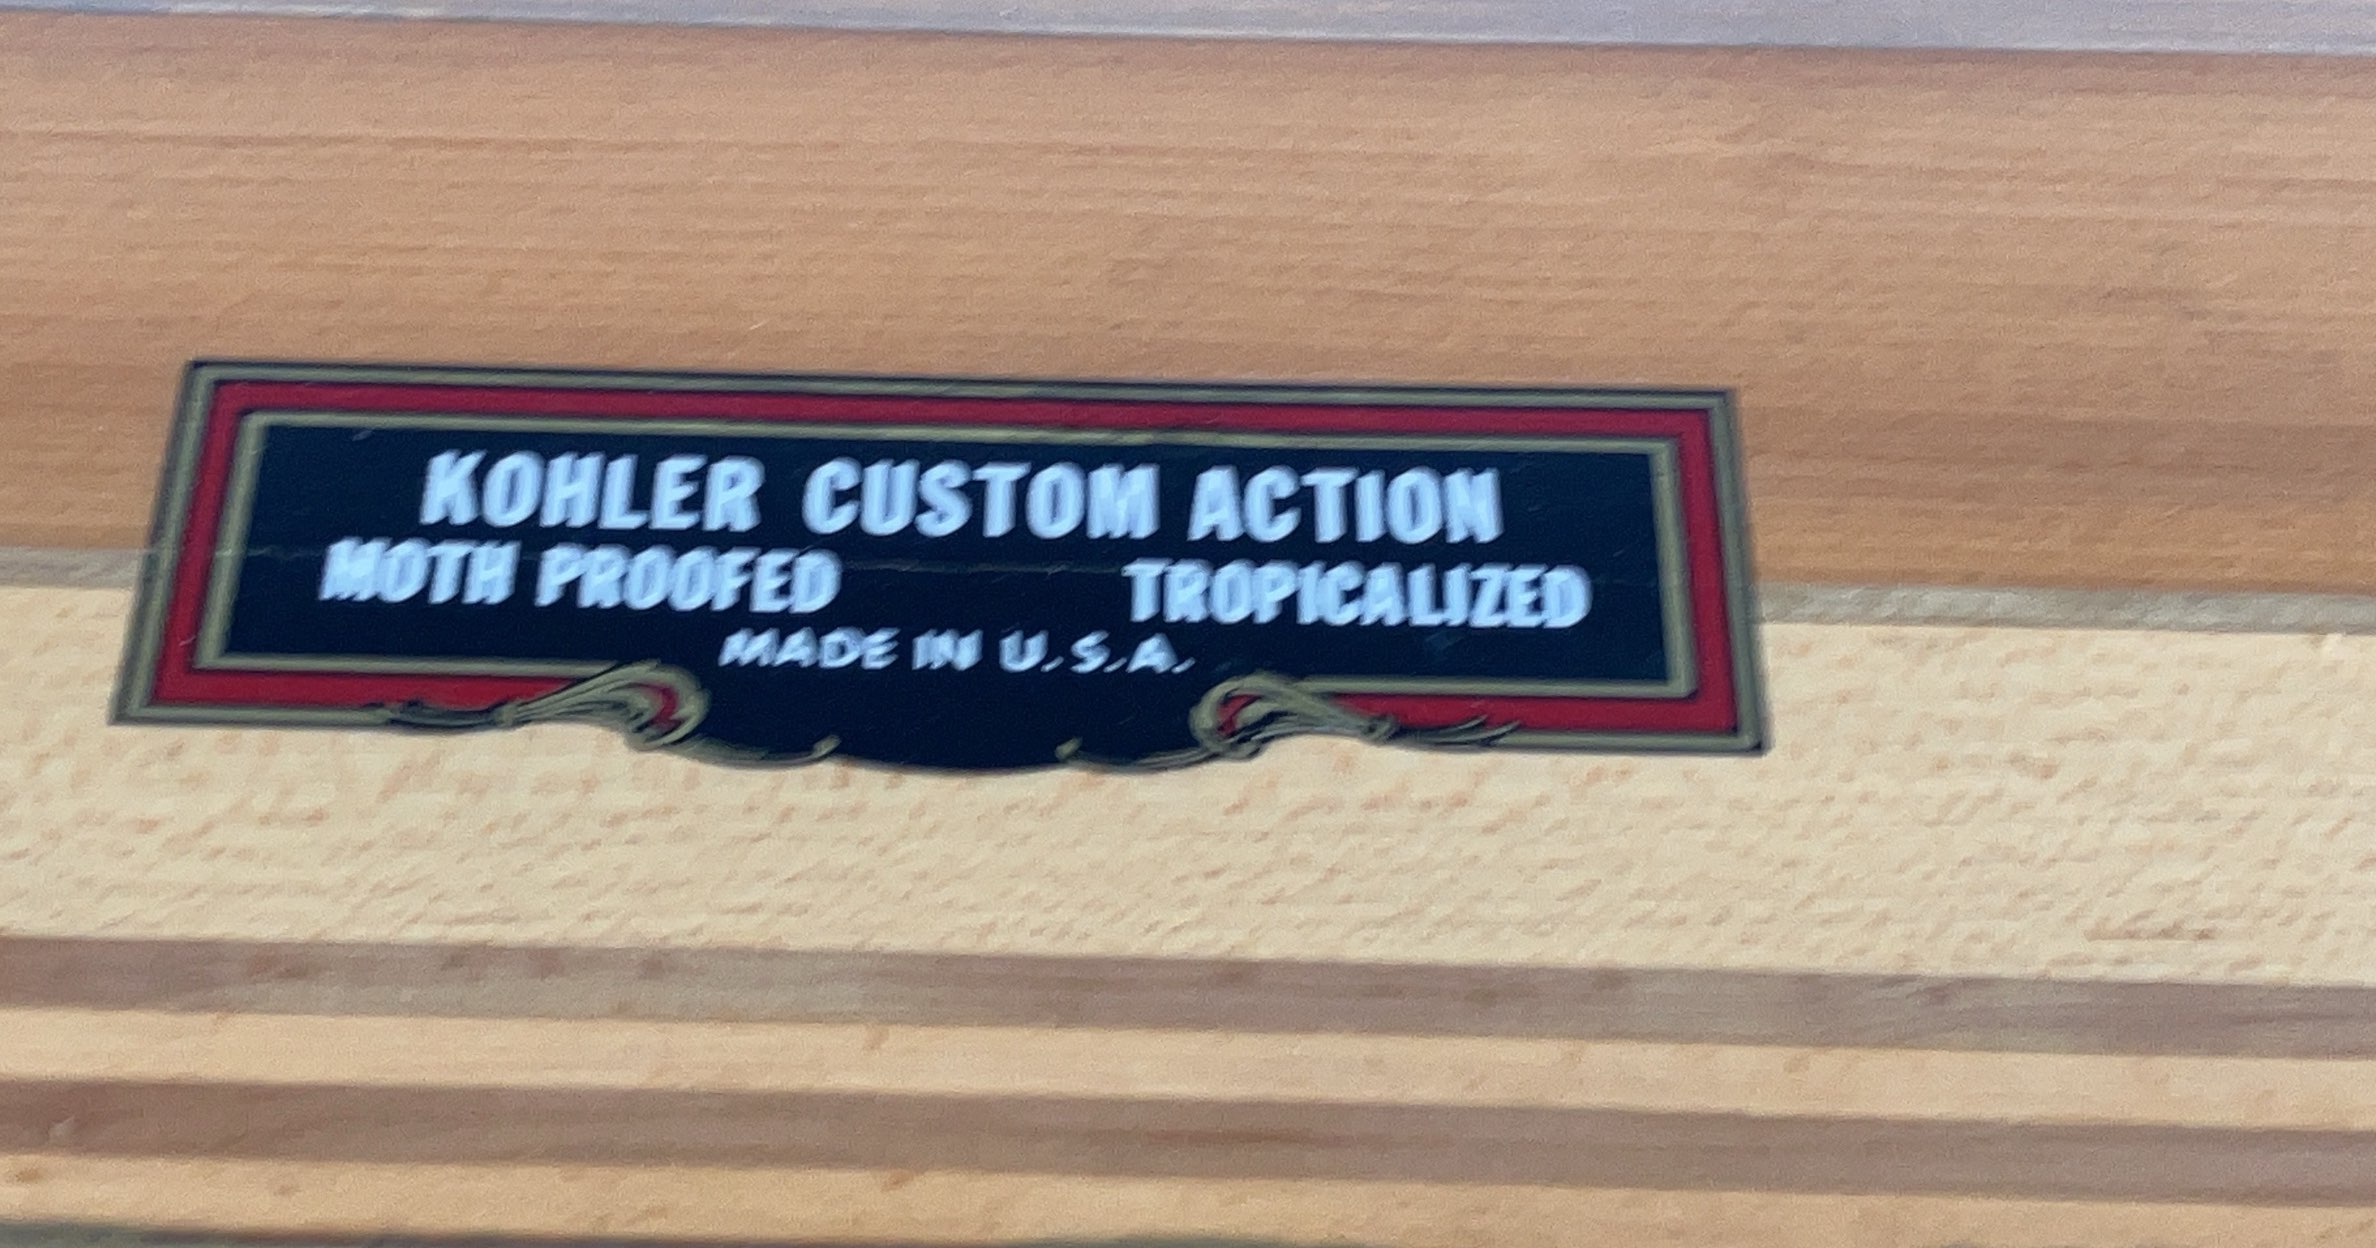 KOHLER CUSTOM ACTION
MOTH PROOFED TROPICALIZED
MADE IN U.S.A.